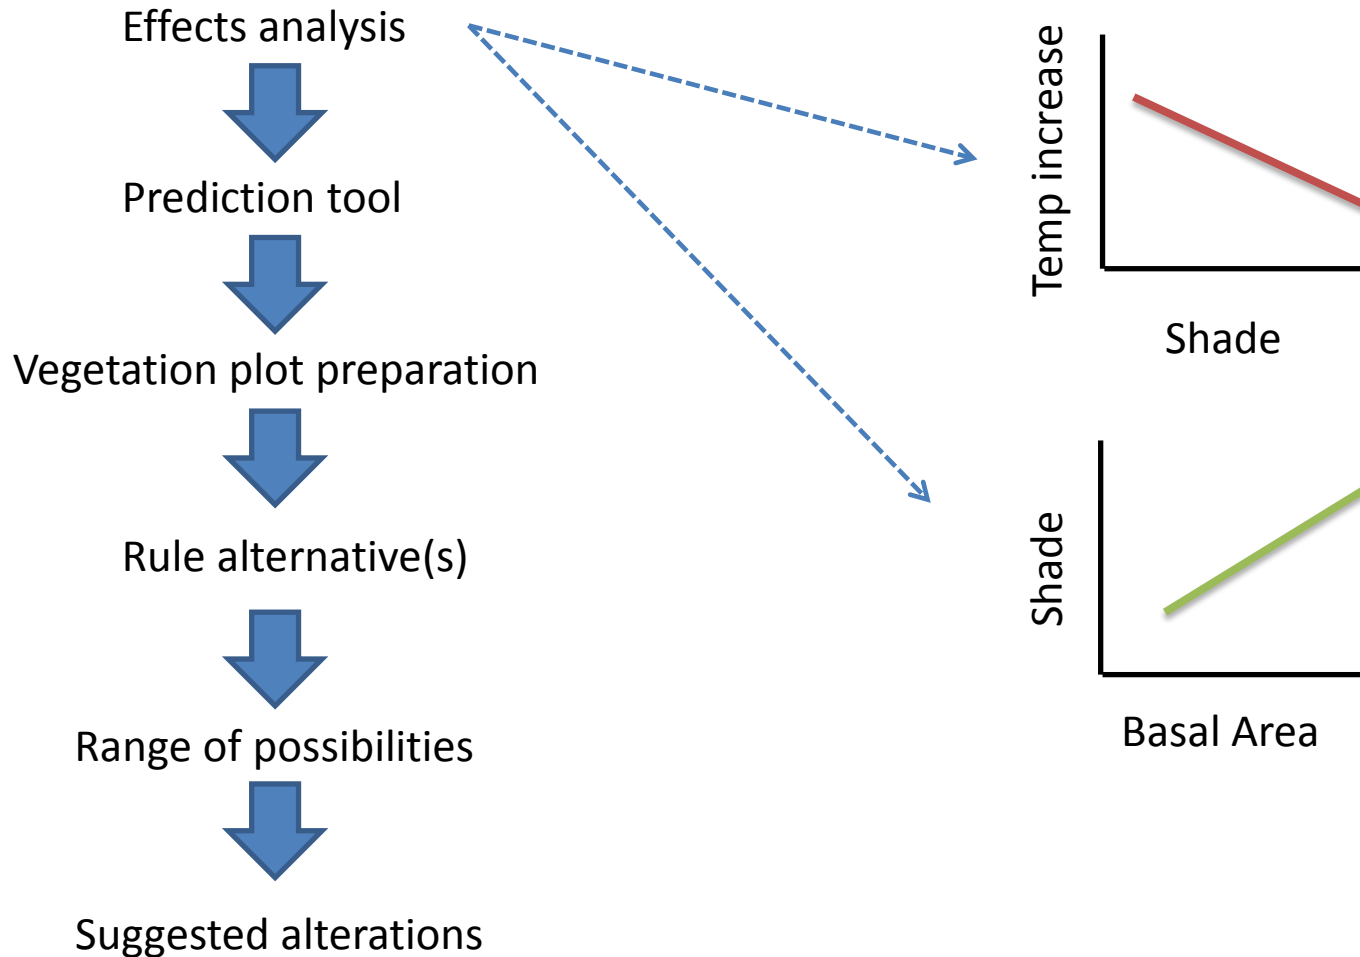 Effects analysis
Prediction tool
Vegetation plot preparation
Rule alternative(s)
Range of possibilities
Suggested alterations
Temp increase
Shade
Shade
Basal Area